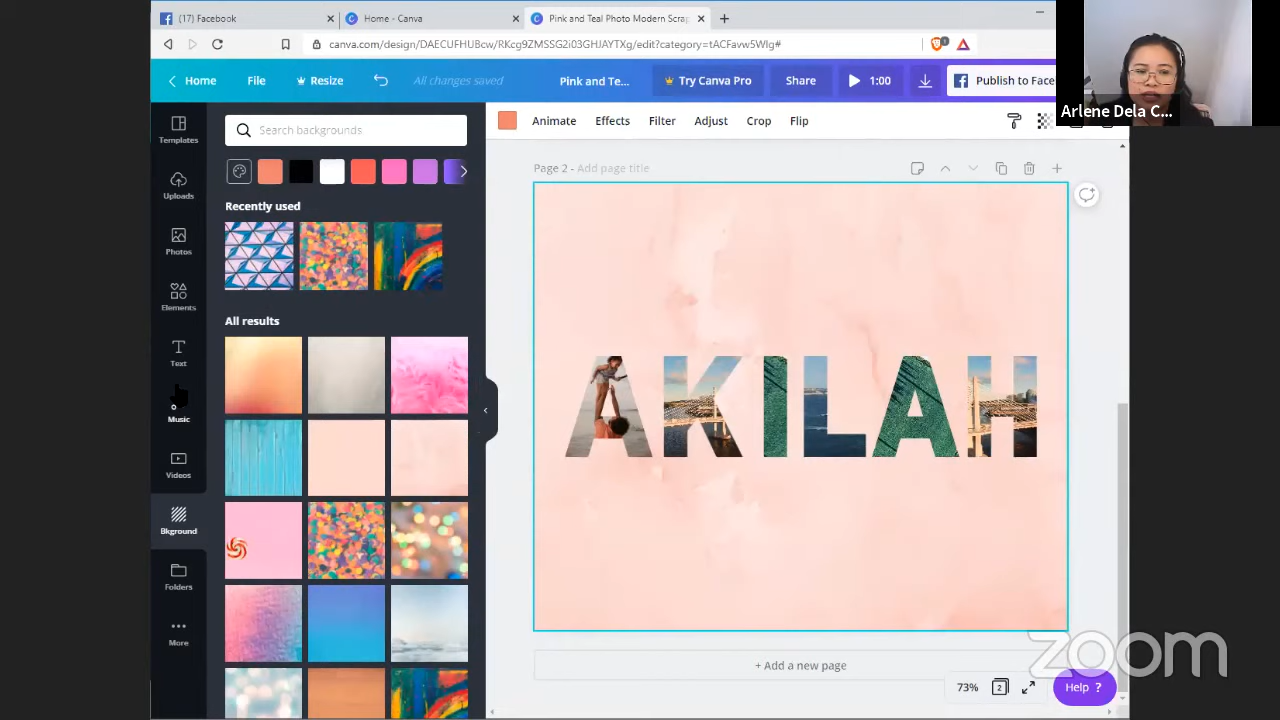 (17) Facebook
Home - Canva
Pink and Teal Photo Modern Scrap
canva.com/design/DAECUFHUBcw/RKcg9ZMSSG2i03GHJAYTXg/edit?category=tACFavw5WIg#
Home
File
Resize
All changes saved
Pink and Te...
Try Canva Pro
Share
1:00
Publish to Face
Arlene Dela C...
Templates
Uploads
Photos
Elements
Text
Music
Videos
Bkground
Folders
More
Search backgrounds
Recently used
All results
Animate
Effects
Filter
Adjust
Crop
Flip
Page 2 - Add page title
AKILAH
+ Add a new page
73%
2
Help ?
zoom